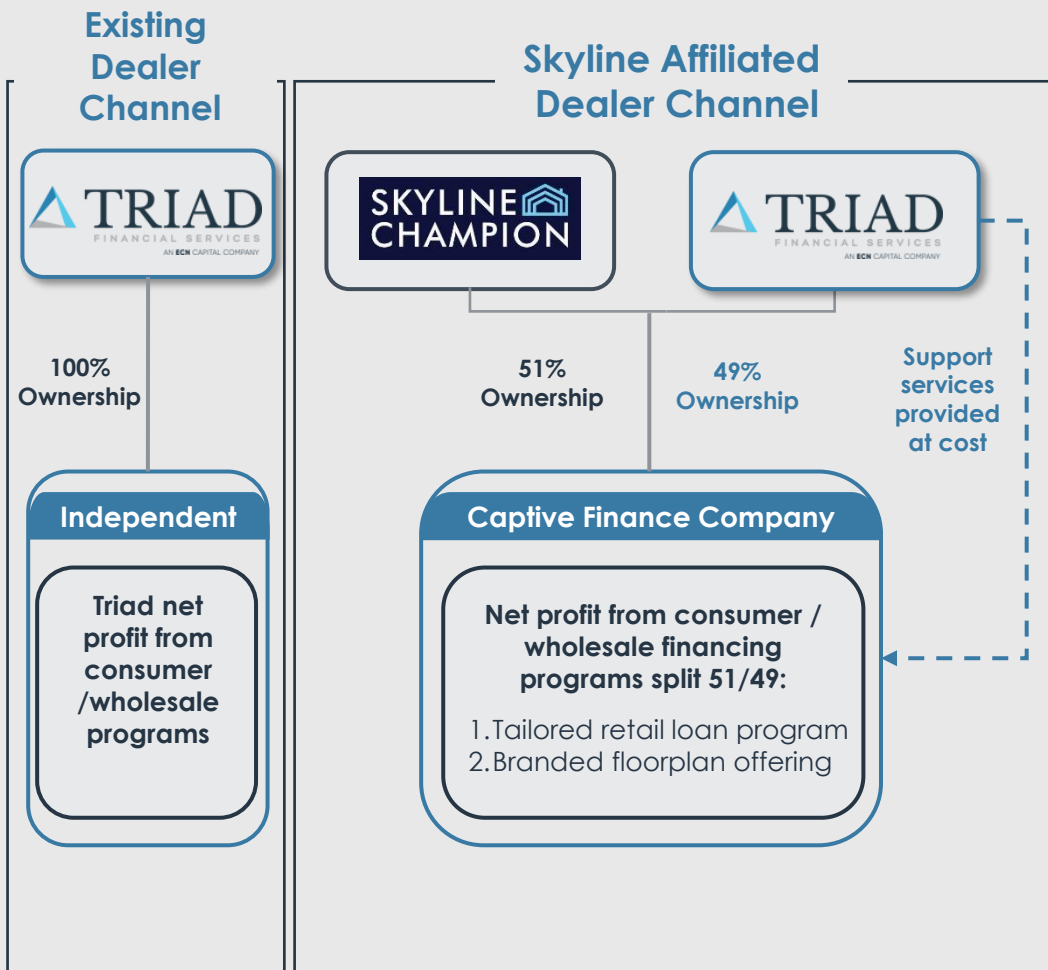 Existing
Dealer
Channel
TRIAD
FINANCIAL SERVICES
AN ECN CAPITAL COMPANY
100%
Ownership
Independent
Triad net
profit from
consumer
/wholesale
programs
Skyline Affiliated
Dealer Channel
SKYLINE
CHAMPION
TRIAD
FINANCIAL SERVICES
AN ECN CAPITAL COMPANY
51%
Ownership
49%
Ownership
Support
services
provided
at cost
Captive Finance Company
Net profit from consumer /
wholesale financing
programs split 51/49:
1.Tailored retail loan program
2.Branded floorplan offering